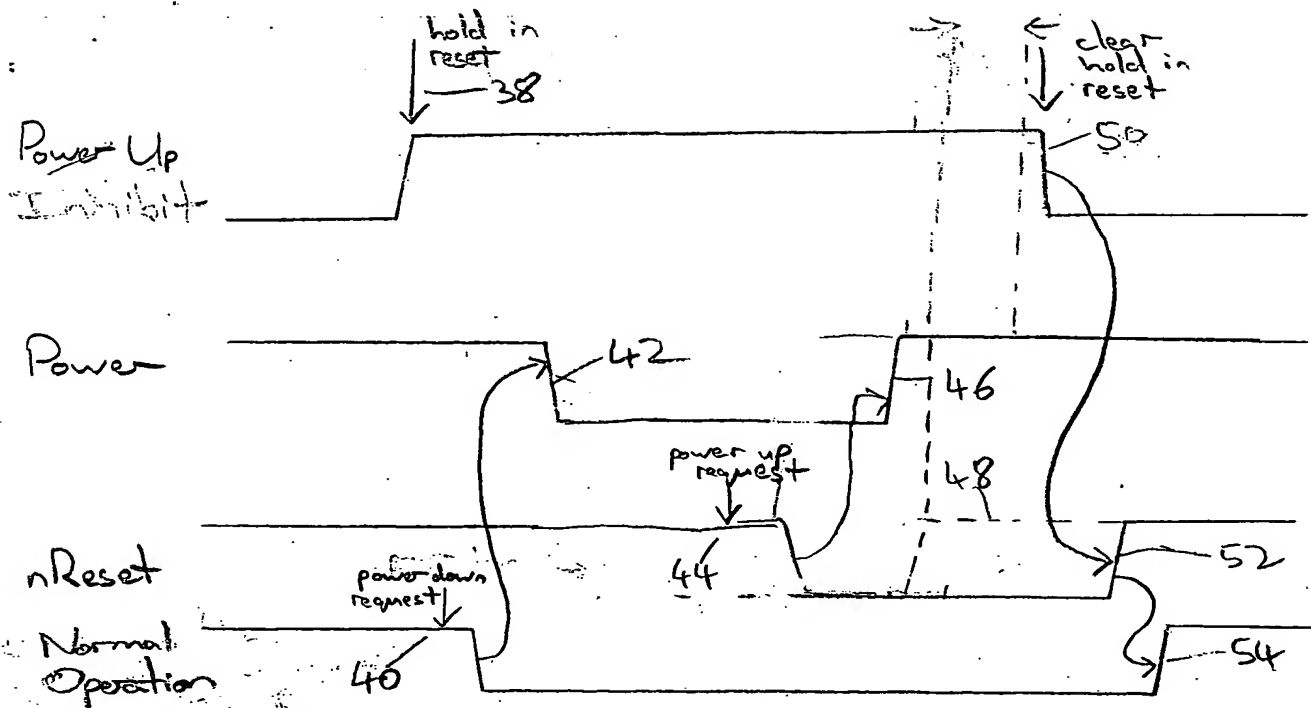 hold in
reset
38
clear
hold in
reset
Power Up
Inhibit
50
Power
42
46
power up
request
48
nReset
44
52
power down
request
Normal
Operation
40
54